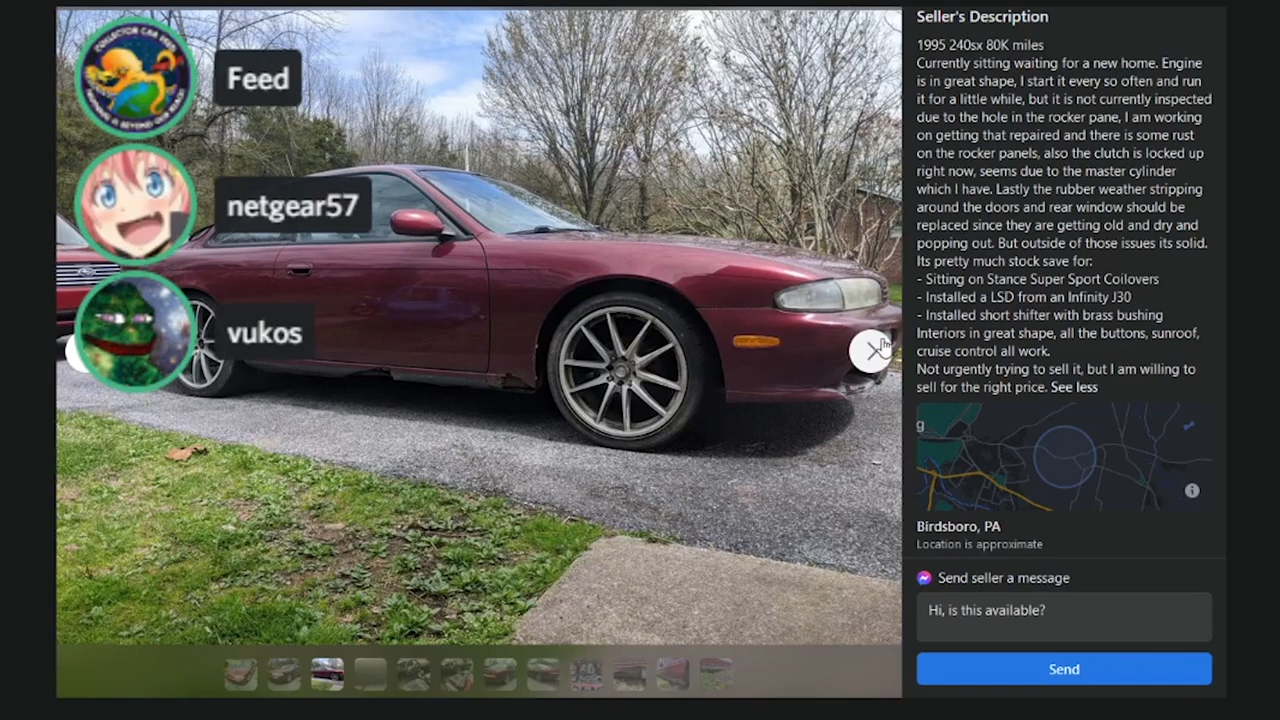 Feed
netgear57
vukos
Seller's Description
1995 240sx 80K miles
Currently sitting waiting for a new home. Engine
is in great shape, I start it every so often and run
it for a little while, but it is not currently inspected
due to the hole in the rocker pane, I am working
on getting that repaired and there is some rust
on the rocker panels, also the clutch is locked up
right now, seems due to the master cylinder
which I have. Lastly the rubber weather stripping
around the doors and rear window should be
replaced since they are getting old and dry and
popping out. But outside of those issues its solid.
Its pretty much stock save for:
- Sitting on Stance Super Sport Coilovers
- Installed a LSD from an Infinity J30
- Installed short shifter with brass bushing
Interiors in great shape, all the buttons, sunroof,
cruise control all work.
Not urgently trying to sell it, but I am willing to
sell for the right price. See less
g
Birdsboro, PA
Location is approximate
Send seller a message
Hi, is this available?
Send